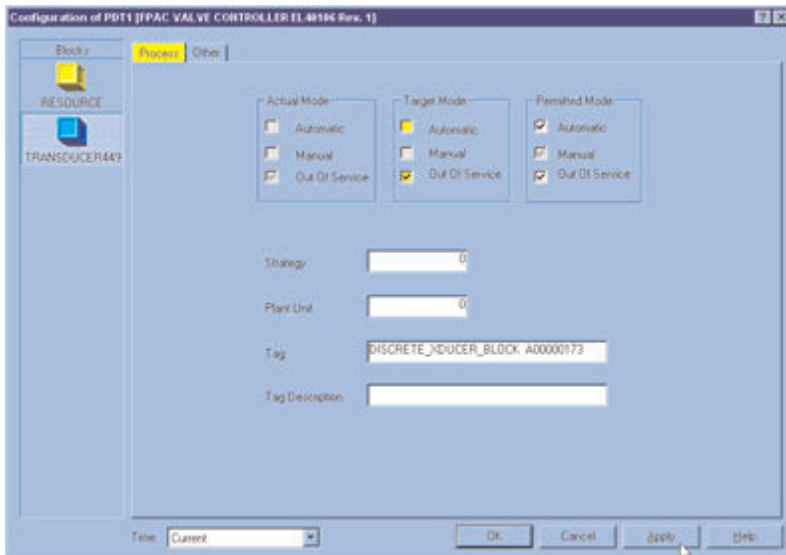 Configuration of PDT1 [FPAC VALVE CONTROLLER EL40106 Rev. 1]
Blocks
RESOURCE
TRANSDUCER449
Process
Other
Actual Mode
Automatic
Manual
Out Of Service
Target Mode
Automatic
Manual
Out Of Service
Permitted Mode
Automatic
Manual
Out Of Service
Strategy
0
Plant Unit
0
Tag
DISCRETE_XDUCER_BLOCK A00000173
Tag Description
Time:
Current
OK
Cancel
Apply
Help